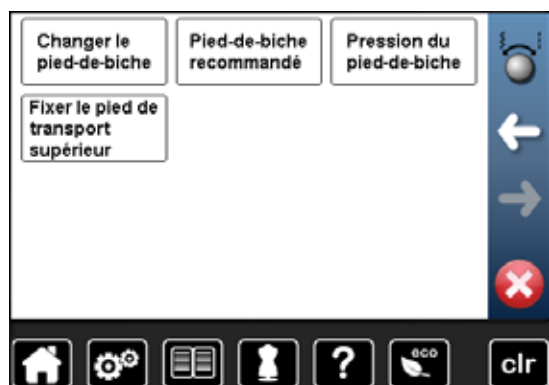 Changer le
pied-de-biche
Pied-de-biche
recommandé
Pression du
pied-de-biche
Fixer le pied de
transport
supérieur
?
eco
clr